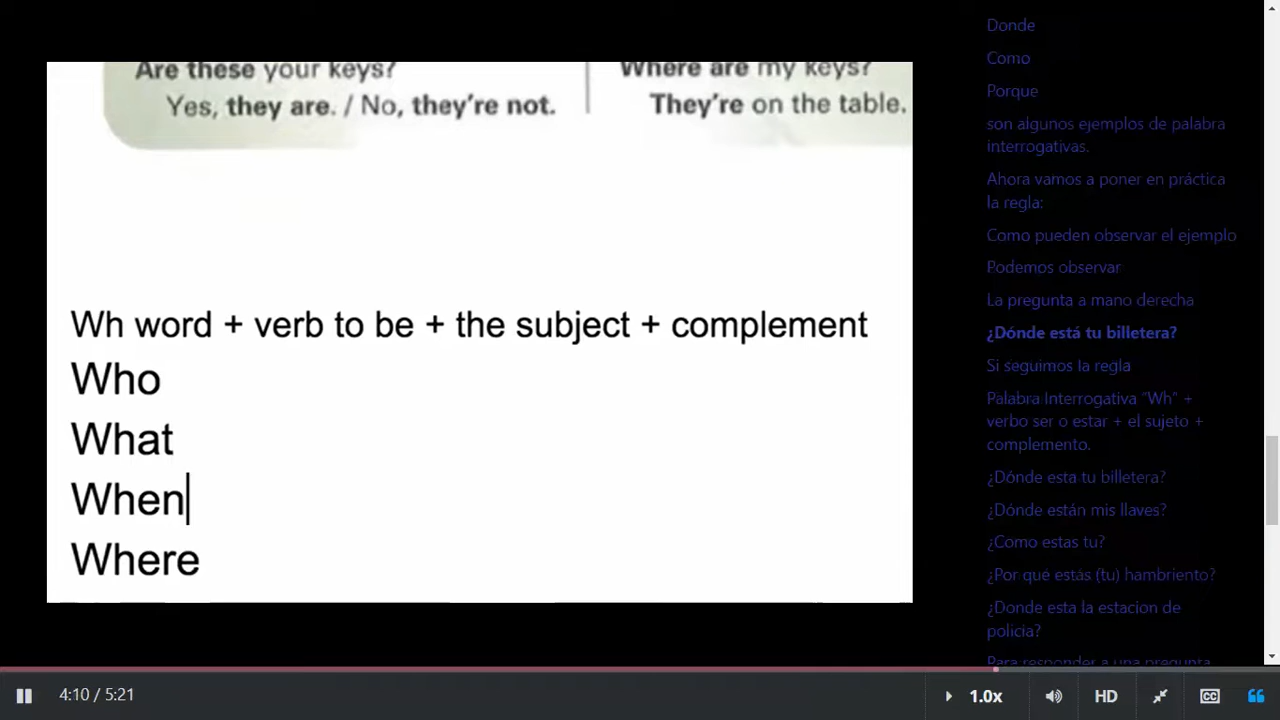 Are these your keys?
Yes, they are. / No, they're not.
Where are my keys?
They're on the table.
Wh word + verb to be + the subject + complement
Who
What
When
Where
Donde
Como
Porque
son algunos ejemplos de palabra
interrogativas.
Ahora vamos a poner en práctica
la regla:
Como pueden observar el ejemplo
Podemos observar
La pregunta a mano derecha
¿Dónde está tu billetera?
Si seguimos la regla
Palabra Interrogativa “Wh” +
verbo ser o estar + el sujeto +
complemento.
¿Dónde esta tu billetera?
¿Dónde están mis llaves?
¿Como estas tu?
¿Por qué estás (tu) hambriento?
¿Donde esta la estacion de
policia?
Para responder a una pregunta
4:10 / 5:21
1.0x
HD
CC